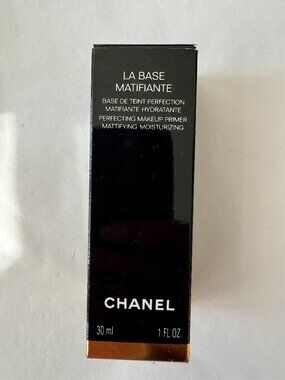 LA BASE
MATIFIANTE
BASE DE TEINT PERFECTION
MATIFIANTE·HYDRATANTE
PERFECTING MAKEUP PRIMER
MATTIFYING·MOISTURIZING
CHANEL
30 ml 1 FL. OZ.